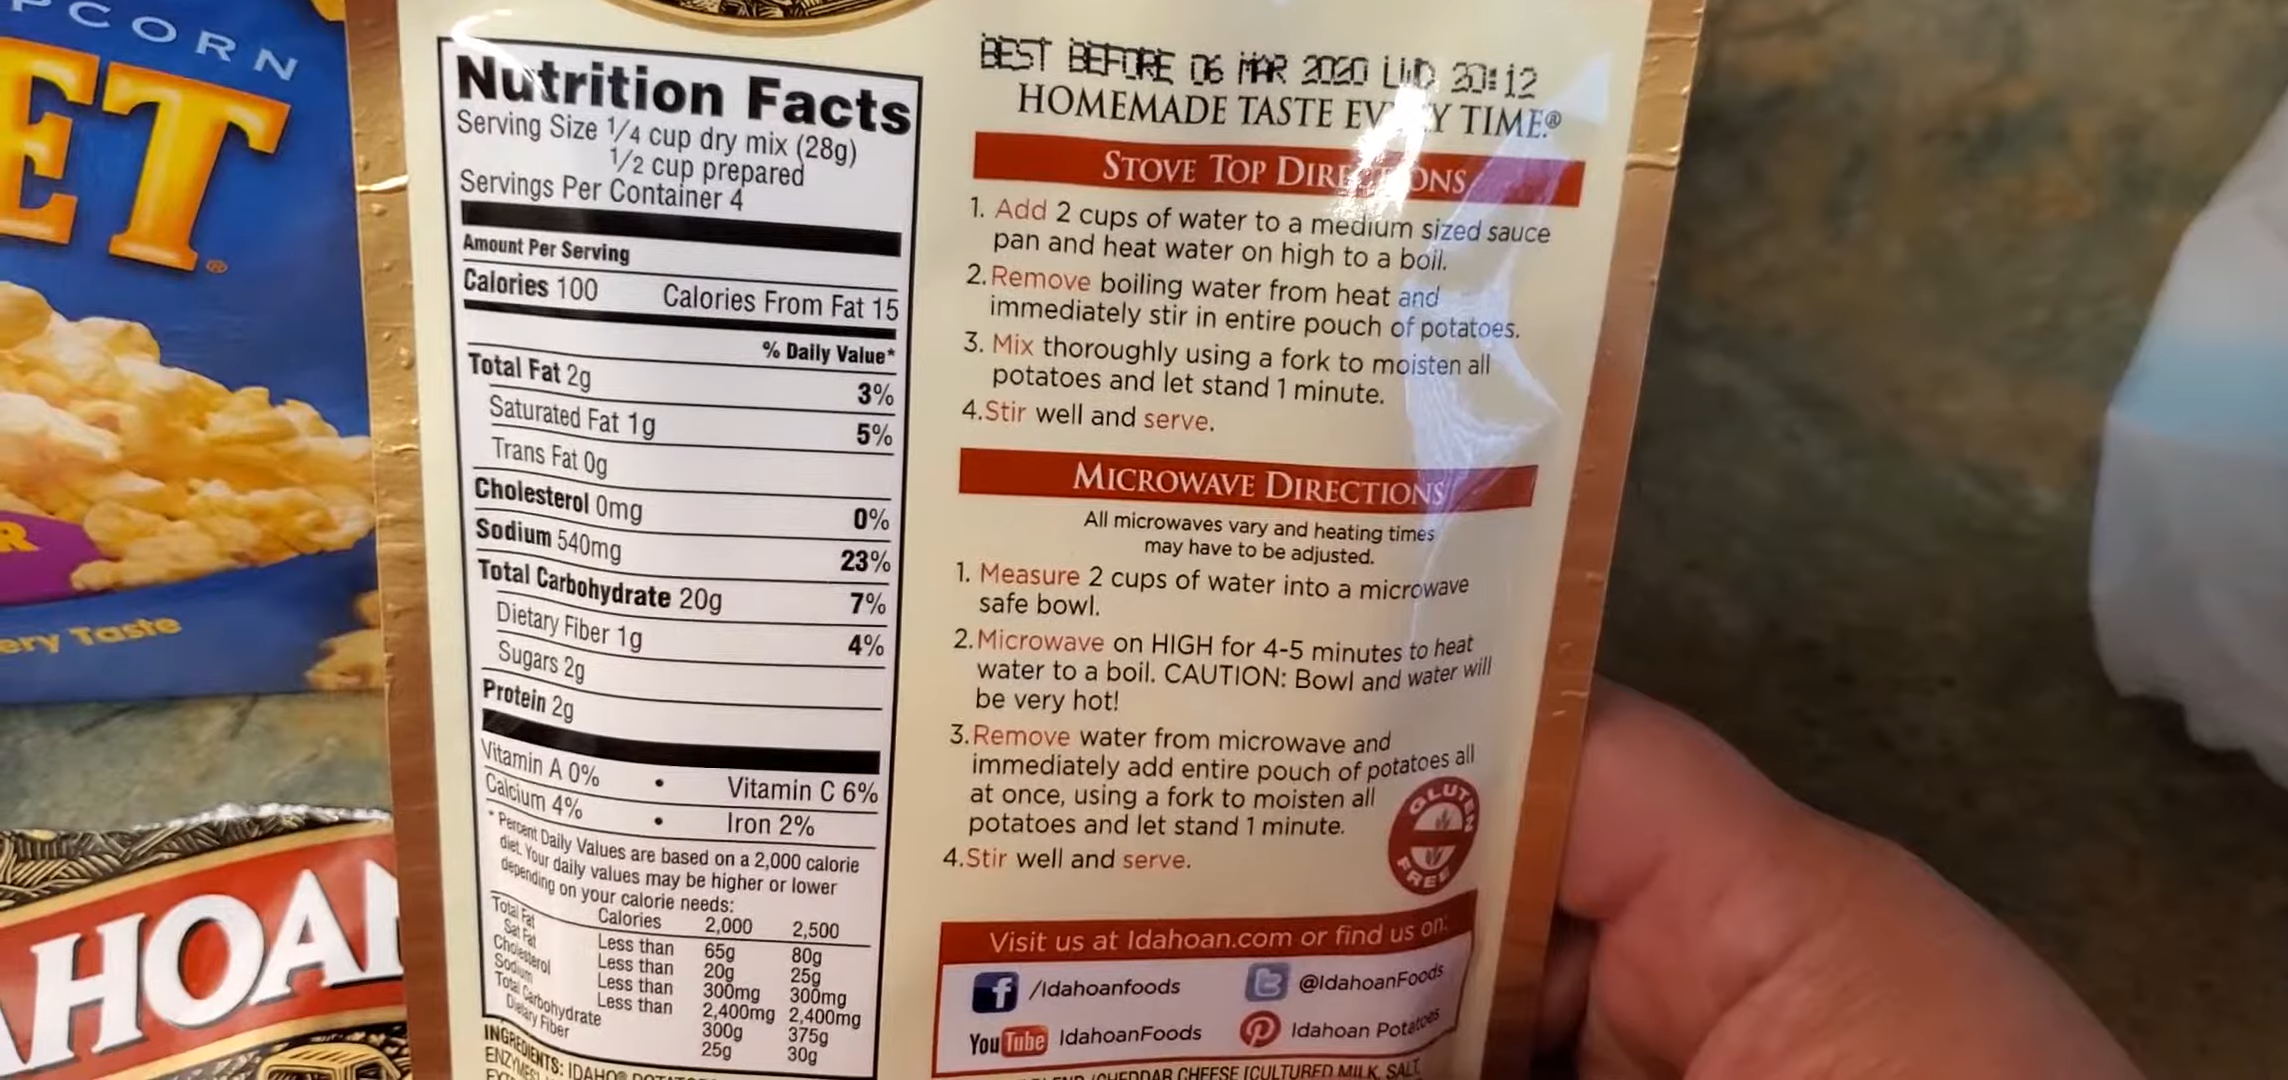 CORN
ET®
R
ery Taste
AHOAN
Nutrition Facts
Serving Size 1/4 cup dry mix (28g)
1/2 cup prepared
Servings Per Container 4
Amount Per Serving
Calories 100 Calories From Fat 15
% Daily Value*
Total Fat 2g 3%
Saturated Fat 1g 5%
Trans Fat 0g
Cholesterol 0mg 0%
Sodium 540mg 23%
Total Carbohydrate 20g 7%
Dietary Fiber 1g 4%
Sugars 2g
Protein 2g
Vitamin A 0% • Vitamin C 6%
Calcium 4% • Iron 2%
* Percent Daily Values are based on a 2,000 calorie
diet. Your daily values may be higher or lower
depending on your calorie needs:
Calories 2,000 2,500
Total Fat Less than 65g 80g
Sat Fat Less than 20g 25g
Cholesterol Less than 300mg 300mg
Sodium Less than 2,400mg 2,400mg
Total Carbohydrate 300g 375g
Dietary Fiber 25g 30g
INGREDIENTS: IDAHO®
BEST BEFORE 06 MAR 2020 20:12
HOMEMADE TASTE TIME.®
STOVE TOP DIRECTIONS
1. Add 2 cups of water to a medium sized sauce
pan and heat water on high to a boil.
2. Remove boiling water from heat and
immediately stir in entire pouch of potatoes.
3. Mix thoroughly using a fork to moisten all
potatoes and let stand 1 minute.
4. Stir well and serve.
MICROWAVE DIRECTIONS
All microwaves vary and heating times
may have to be adjusted.
1. Measure 2 cups of water into a microwave
safe bowl.
2. Microwave on HIGH for 4-5 minutes to heat
water to a boil. CAUTION: Bowl and water will
be very hot!
3. Remove water from microwave and
immediately add entire pouch of potatoes all
at once, using a fork to moisten all
potatoes and let stand 1 minute.
4. Stir well and serve.
GLUTEN
FREE
Visit us at Idahoan.com or find us on:
f /Idahoanfoods
t @IdahoanFoods
YouTube IdahoanFoods
Idahoan Potatoes
CHEDDAR CHEESE [CULTURED MILK, SALT,